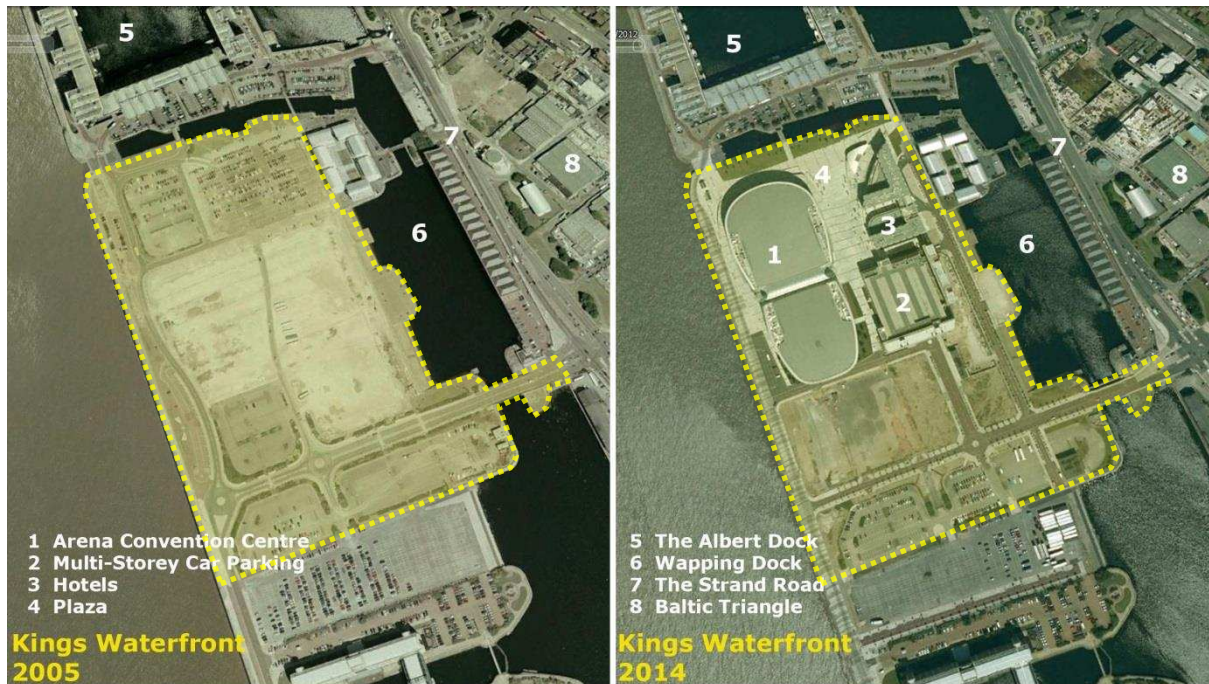 5
7
8
6
1 Arena Convention Centre
2 Multi-Storey Car Parking
3 Hotels
4 Plaza
Kings Waterfront
2005
/2012
5
7
8
4
6
3
1
2
5 The Albert Dock
6 Wapping Dock
7 The Strand Road
8 Baltic Triangle
Kings Waterfront
2014